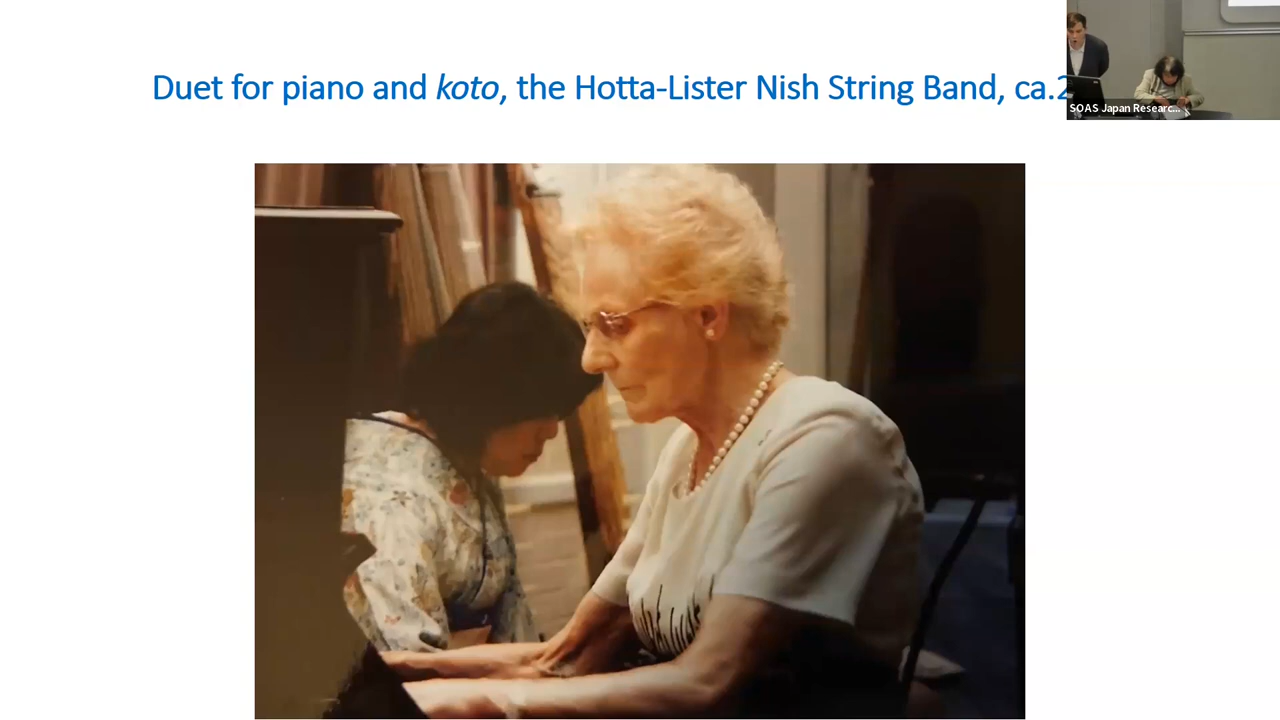 Duet for piano and koto, the Hotta-Lister Nish String Band, ca.2
SOAS Japan Researc...